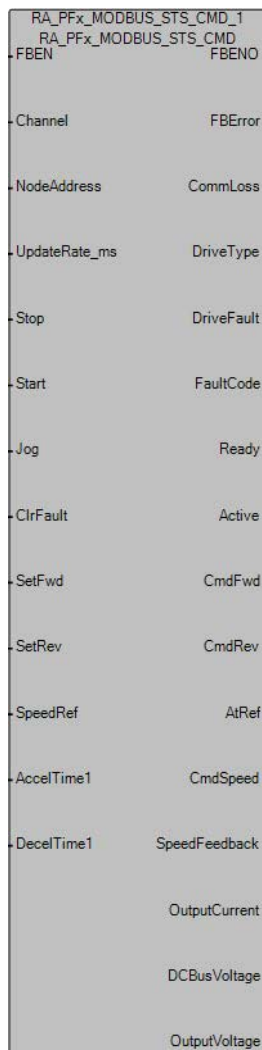 RA_PFx_MODBUS_STS_CMD_1
RA_PFx_MODBUS_STS_CMD
FBEN FBENO
Channel FBError
NodeAddress CommLoss
UpdateRate_ms DriveType
Stop DriveFault
Start FaultCode
Jog Ready
ClrFault Active
SetFwd CmdFwd
SetRev CmdRev
SpeedRef AtRef
AccelTime1 CmdSpeed
DecelTime1 SpeedFeedback
OutputCurrent
DCBusVoltage
OutputVoltage